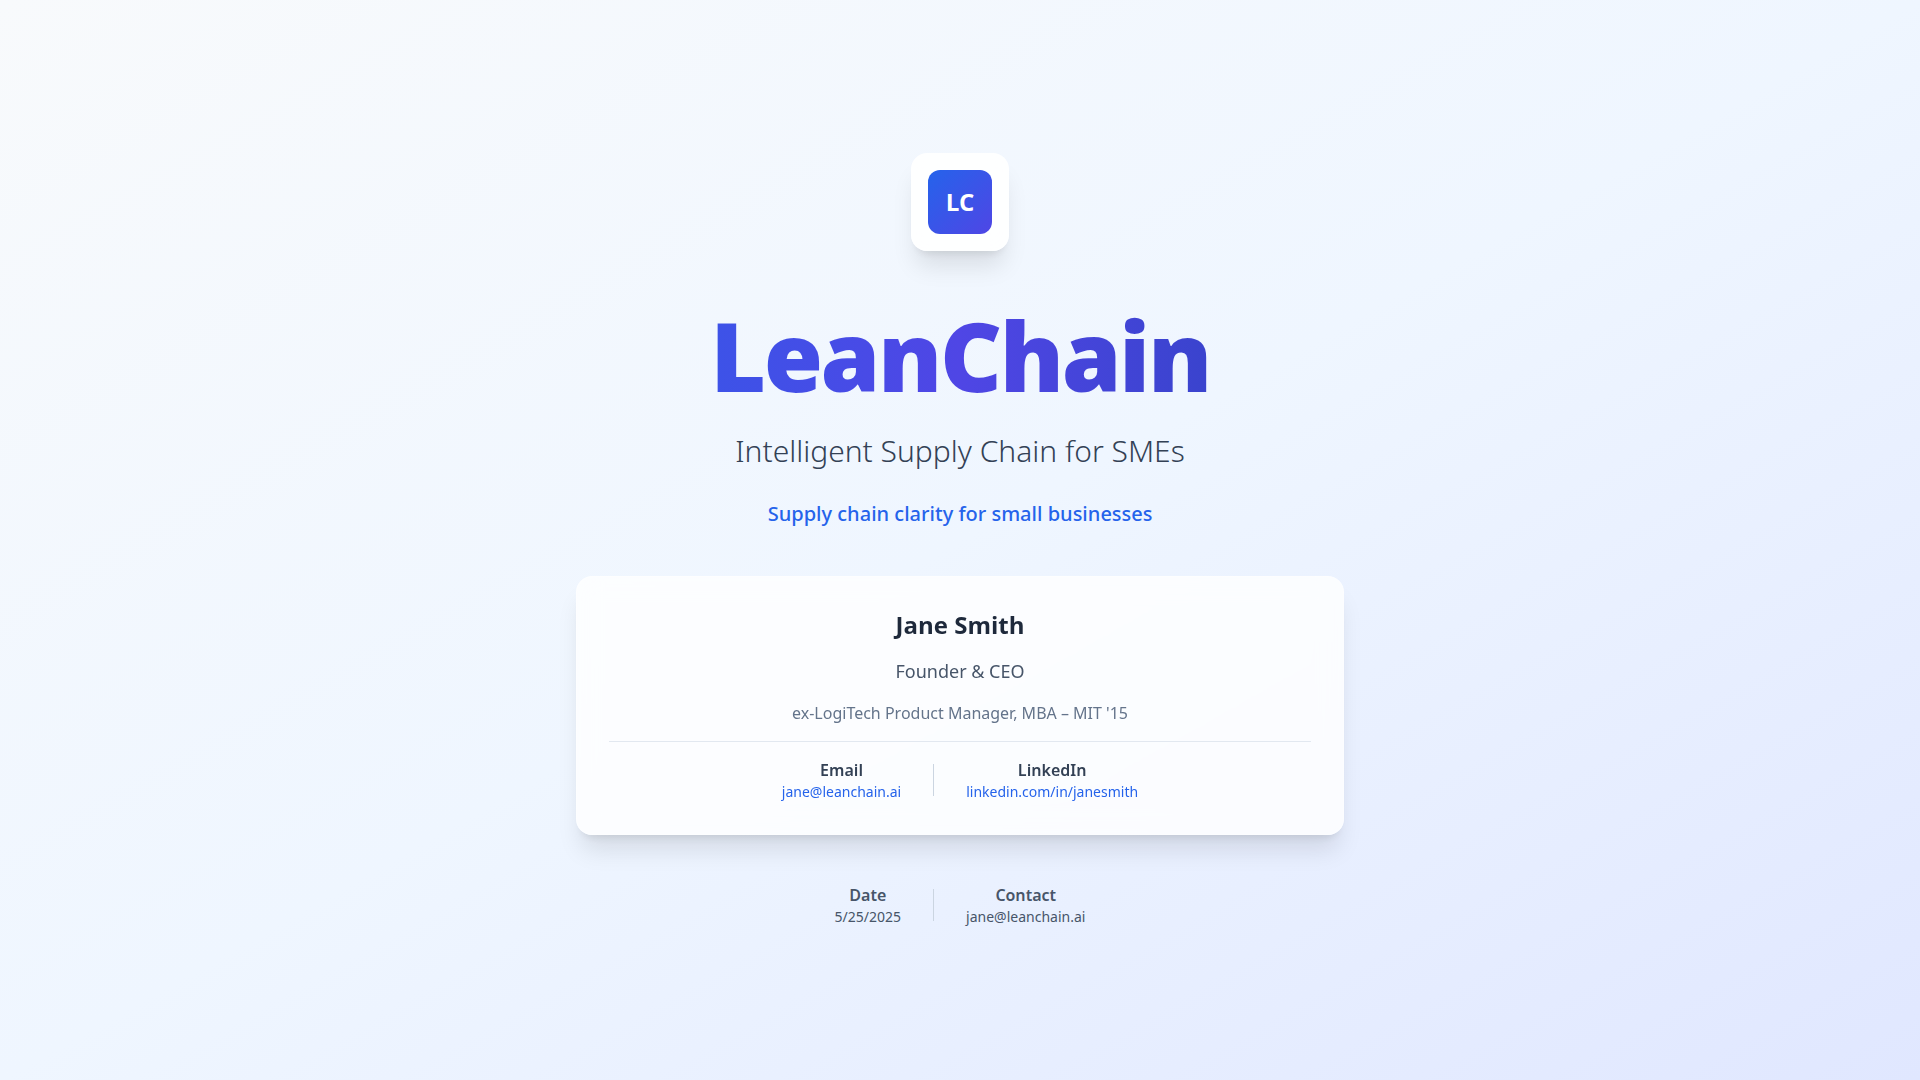 LC
LeanChain
Intelligent Supply Chain for SMEs
Supply chain clarity for small businesses
Jane Smith
Founder & CEO
ex-LogiTech Product Manager, MBA – MIT '15
Email
jane@leanchain.ai
LinkedIn
linkedin.com/in/janesmith
Date
5/25/2025
Contact
jane@leanchain.ai